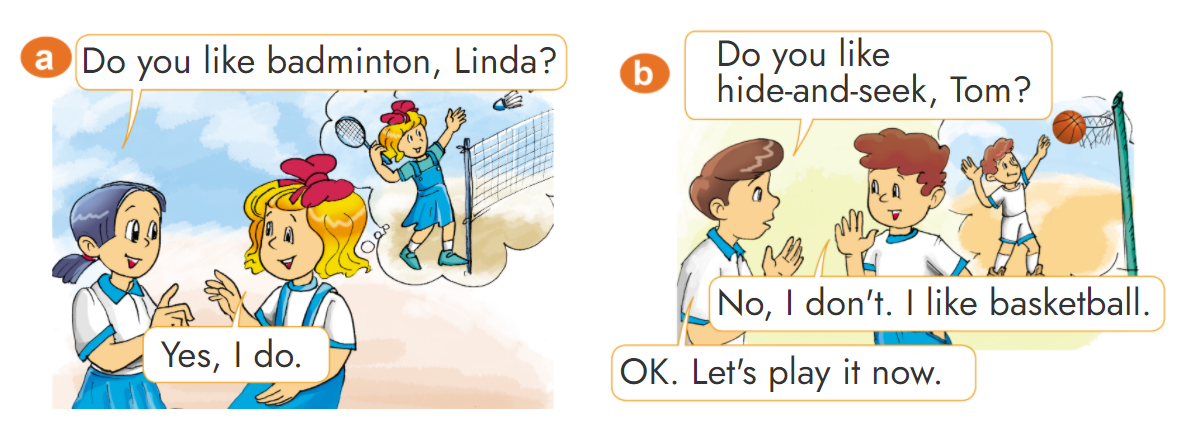 a
Do you like badminton, Linda?
Yes, I do.
b
Do you like
hide-and-seek, Tom?
No, I don't. I like basketball.
OK. Let's play it now.